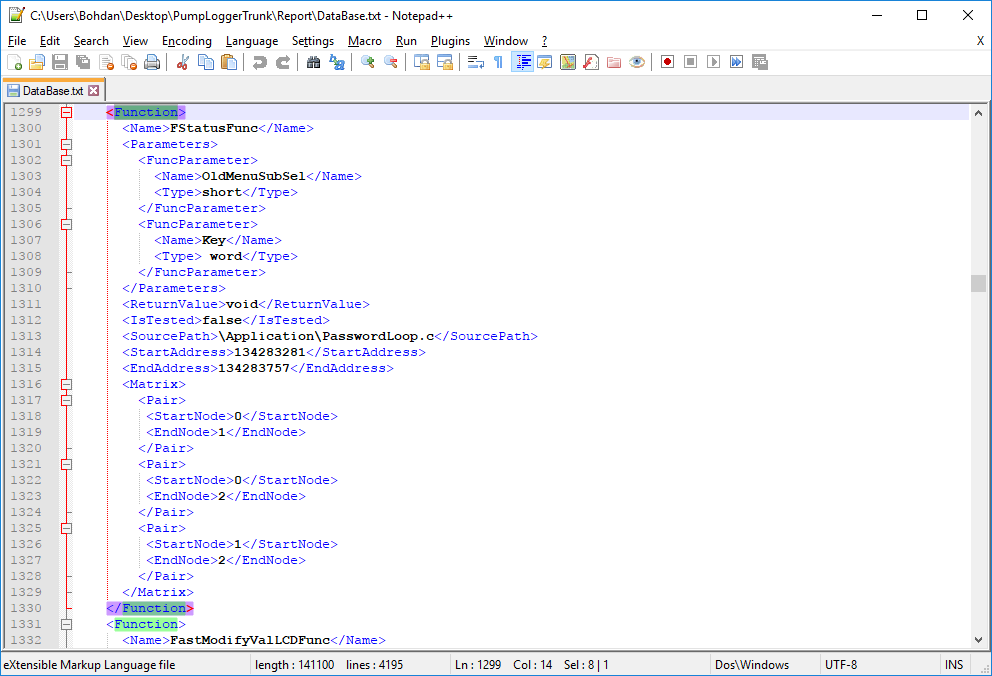 C:\Users\Bohdan\Desktop\PumpLoggerTrunk\Report\DataBase.txt - Notepad++
File Edit Search View Encoding Language Settings Macro Run Plugins Window ? X
DataBase.txt
1299 <Function>
1300 <Name>FStatusFunc</Name>
1301 <Parameters>
1302 <FuncParameter>
1303 <Name>OldMenuSubSel</Name>
1304 <Type>short</Type>
1305 </FuncParameter>
1306 <FuncParameter>
1307 <Name>Key</Name>
1308 <Type> word</Type>
1309 </FuncParameter>
1310 </Parameters>
1311 <ReturnValue>void</ReturnValue>
1312 <IsTested>false</IsTested>
1313 <SourcePath>\Application\PasswordLoop.c</SourcePath>
1314 <StartAddress>134283281</StartAddress>
1315 <EndAddress>134283757</EndAddress>
1316 <Matrix>
1317 <Pair>
1318 <StartNode>0</StartNode>
1319 <EndNode>1</EndNode>
1320 </Pair>
1321 <Pair>
1322 <StartNode>0</StartNode>
1323 <EndNode>2</EndNode>
1324 </Pair>
1325 <Pair>
1326 <StartNode>1</StartNode>
1327 <EndNode>2</EndNode>
1328 </Pair>
1329 </Matrix>
1330 </Function>
1331 <Function>
1332 <Name>FastModifyValLCDFunc</Name>
eXtensible Markup Language file length : 141100 lines : 4195 Ln : 1299 Col : 14 Sel : 8 | 1 Dos\Windows UTF-8 INS